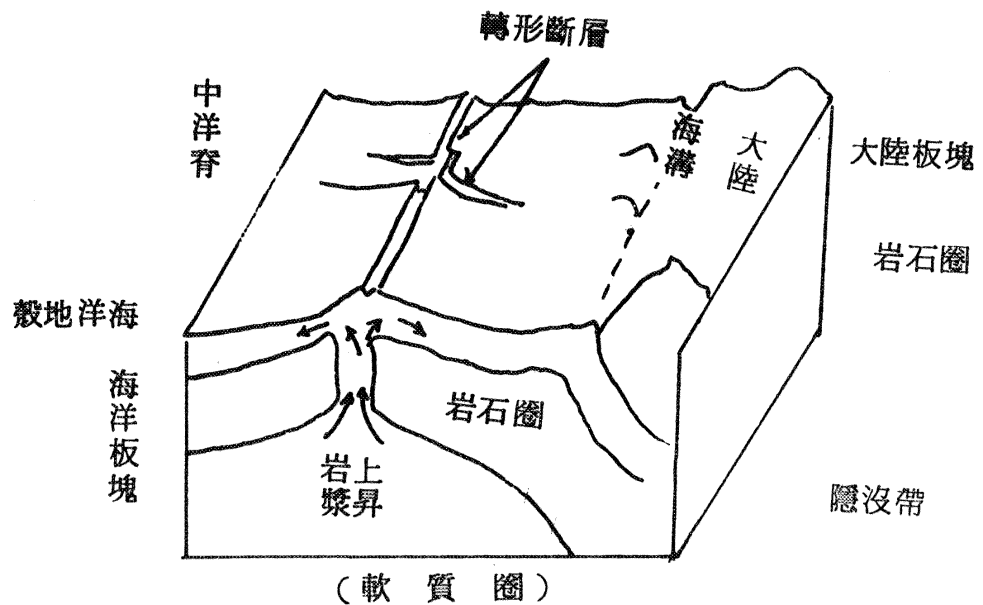 轉形斷層
中洋脊
海溝
大陸
大陸板塊
岩石圈
殼地洋海
海洋板塊
岩石圈
岩漿
上昇
隱沒帶
(軟質圈)